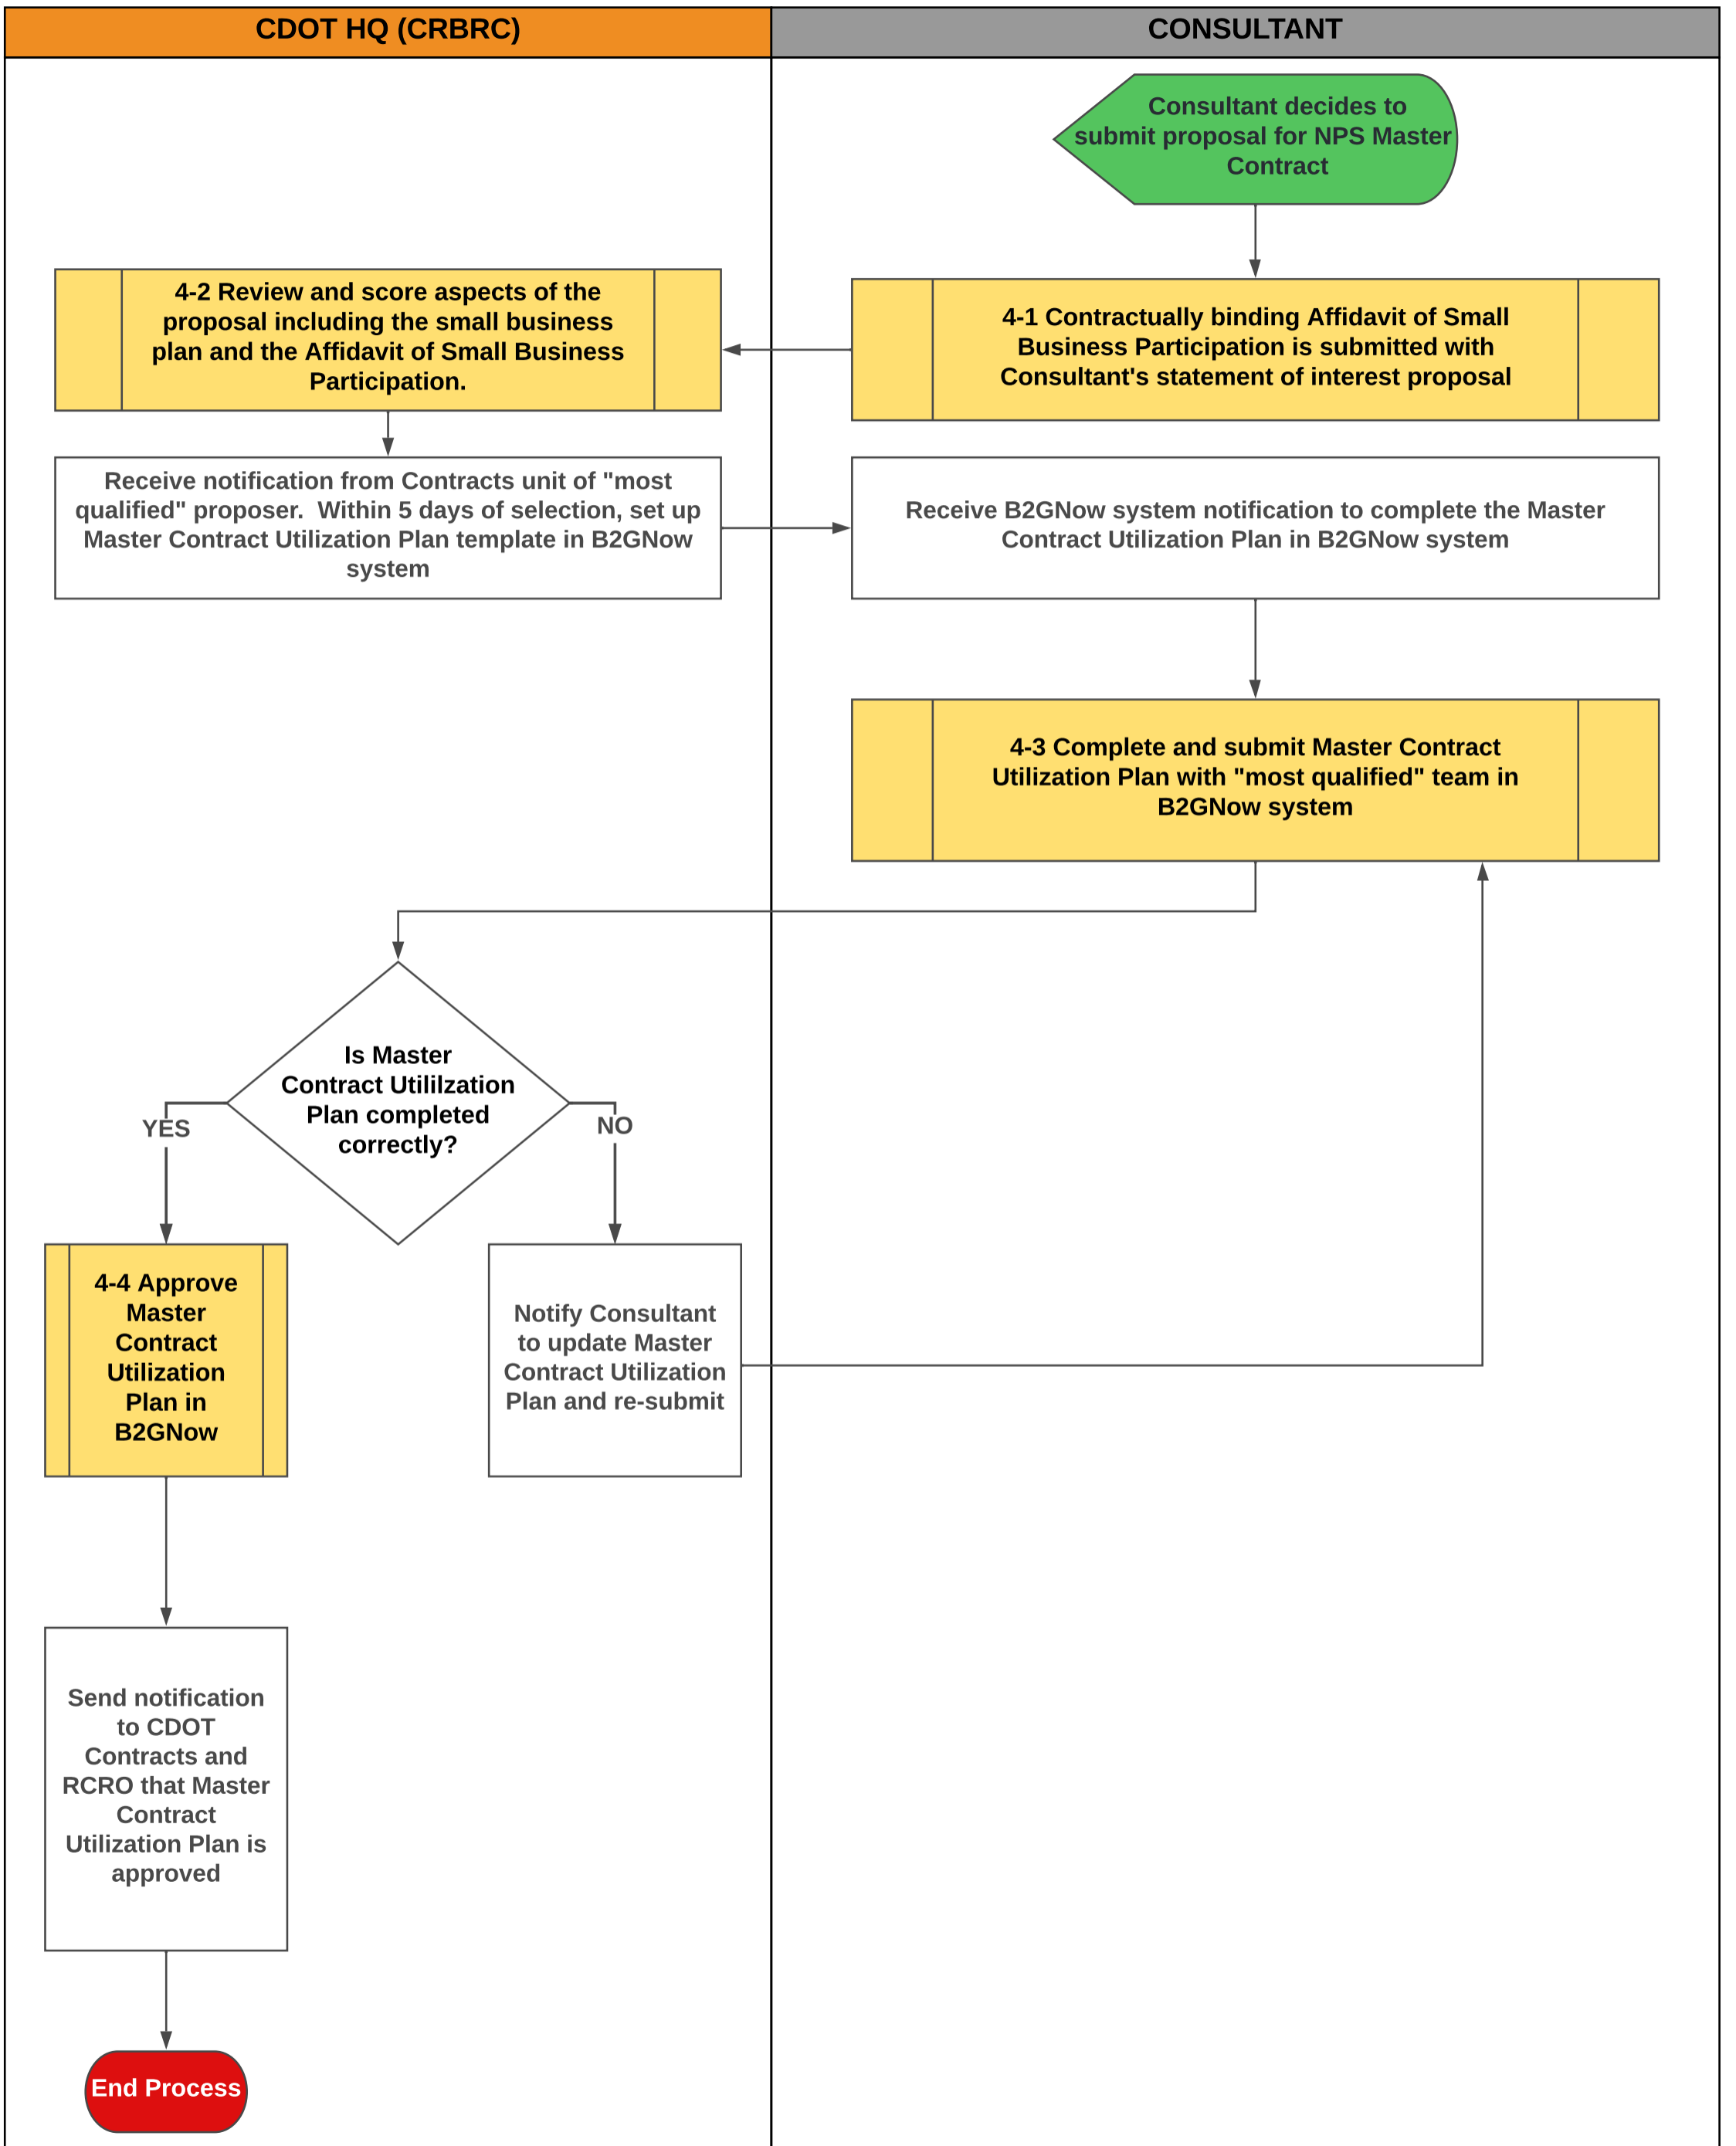 CDOT HQ (CRBRC)
CONSULTANT
Consultant decides to
submit proposal for NPS Master
Contract
4-1 Contractually binding Affidavit of Small
Business Participation is submitted with
Consultant's statement of interest proposal
4-2 Review and score aspects of the
proposal including the small business
plan and the Affidavit of Small Business
Participation.
Receive notification from Contracts unit of "most
qualified" proposer.  Within 5 days of selection, set up
Master Contract Utilization Plan template in B2GNow
system
Receive B2GNow system notification to complete the Master
Contract Utilization Plan in B2GNow system
4-3 Complete and submit Master Contract
Utilization Plan with "most qualified" team in
B2GNow system
Is Master
Contract Utililzation
Plan completed
correctly?
YES
NO
4-4 Approve
Master
Contract
Utilization
Plan in
B2GNow
Notify Consultant
to update Master
Contract Utilization
Plan and re-submit
Send notification
to CDOT
Contracts and
RCRO that Master
Contract
Utilization Plan is
approved
End Process